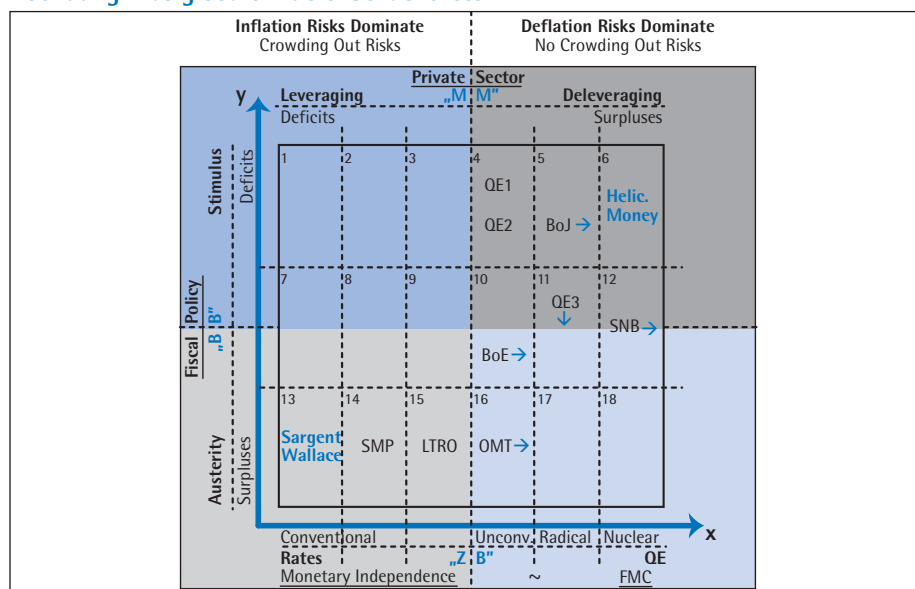 Inflation Risks Dominate
Crowding Out Risks
Deflation Risks Dominate
No Crowding Out Risks
Private Sector
y
Leveraging
„M M”
Deleveraging
Deficits
Surpluses
1 2 3 4 5 6
QE1
Helic.
Money
QE2
BoJ →
7 8 9 10 11 12
QE3
↓
SNB →
BoE →
13 14 15 16 17 18
Sargent
Wallace
SMP
LTRO
OMT →
Stimulus
Deficits
Fiscal Policy
„B B”
Austerity
Surpluses
x
Conventional
Unconv.
Radical
Nuclear
Rates
„Z B”
QE
Monetary Independence
~
FMC